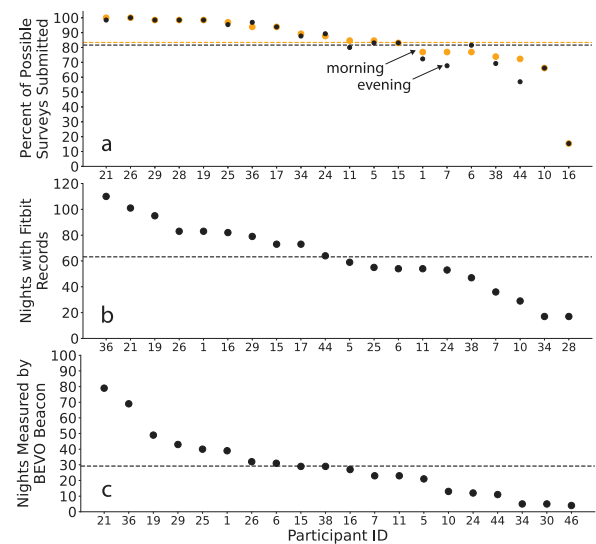 Percent of Possible
Surveys Submitted
100
90
80
70
60
50
40
30
20
10
0
morning
evening
a
21 26 29 28 19 25 36 17 34 24 11 5 15 1 7 6 38 44 10 16
Nights with Fitbit
Records
120
100
80
60
40
20
0
b
36 21 19 26 1 16 29 15 17 44 5 25 6 11 24 38 7 10 34 28
Nights Measured by
BEVO Beacon
100
90
80
70
60
50
40
30
20
10
0
c
21 36 19 29 25 1 26 6 15 38 16 7 11 5 10 24 44 34 30 46
Participant ID